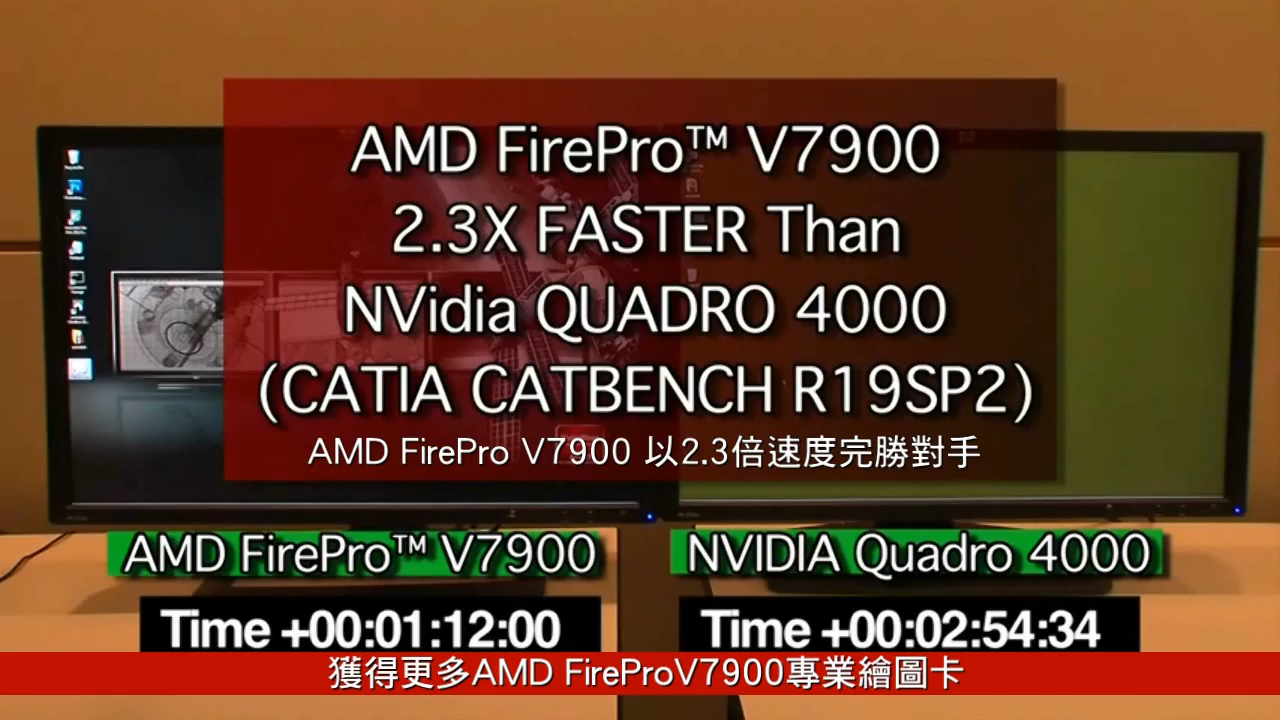 AMD FirePro™ V7900
2.3X FASTER Than
NVidia QUADRO 4000
(CATIA CATBENCH R19SP2)
AMD FirePro V7900 以2.3倍速度完勝對手
AMD FirePro™ V7900
NVIDIA Quadro 4000
Time +00:01:12:00
Time +00:02:54:34
獲得更多AMD FireProV7900專業繪圖卡